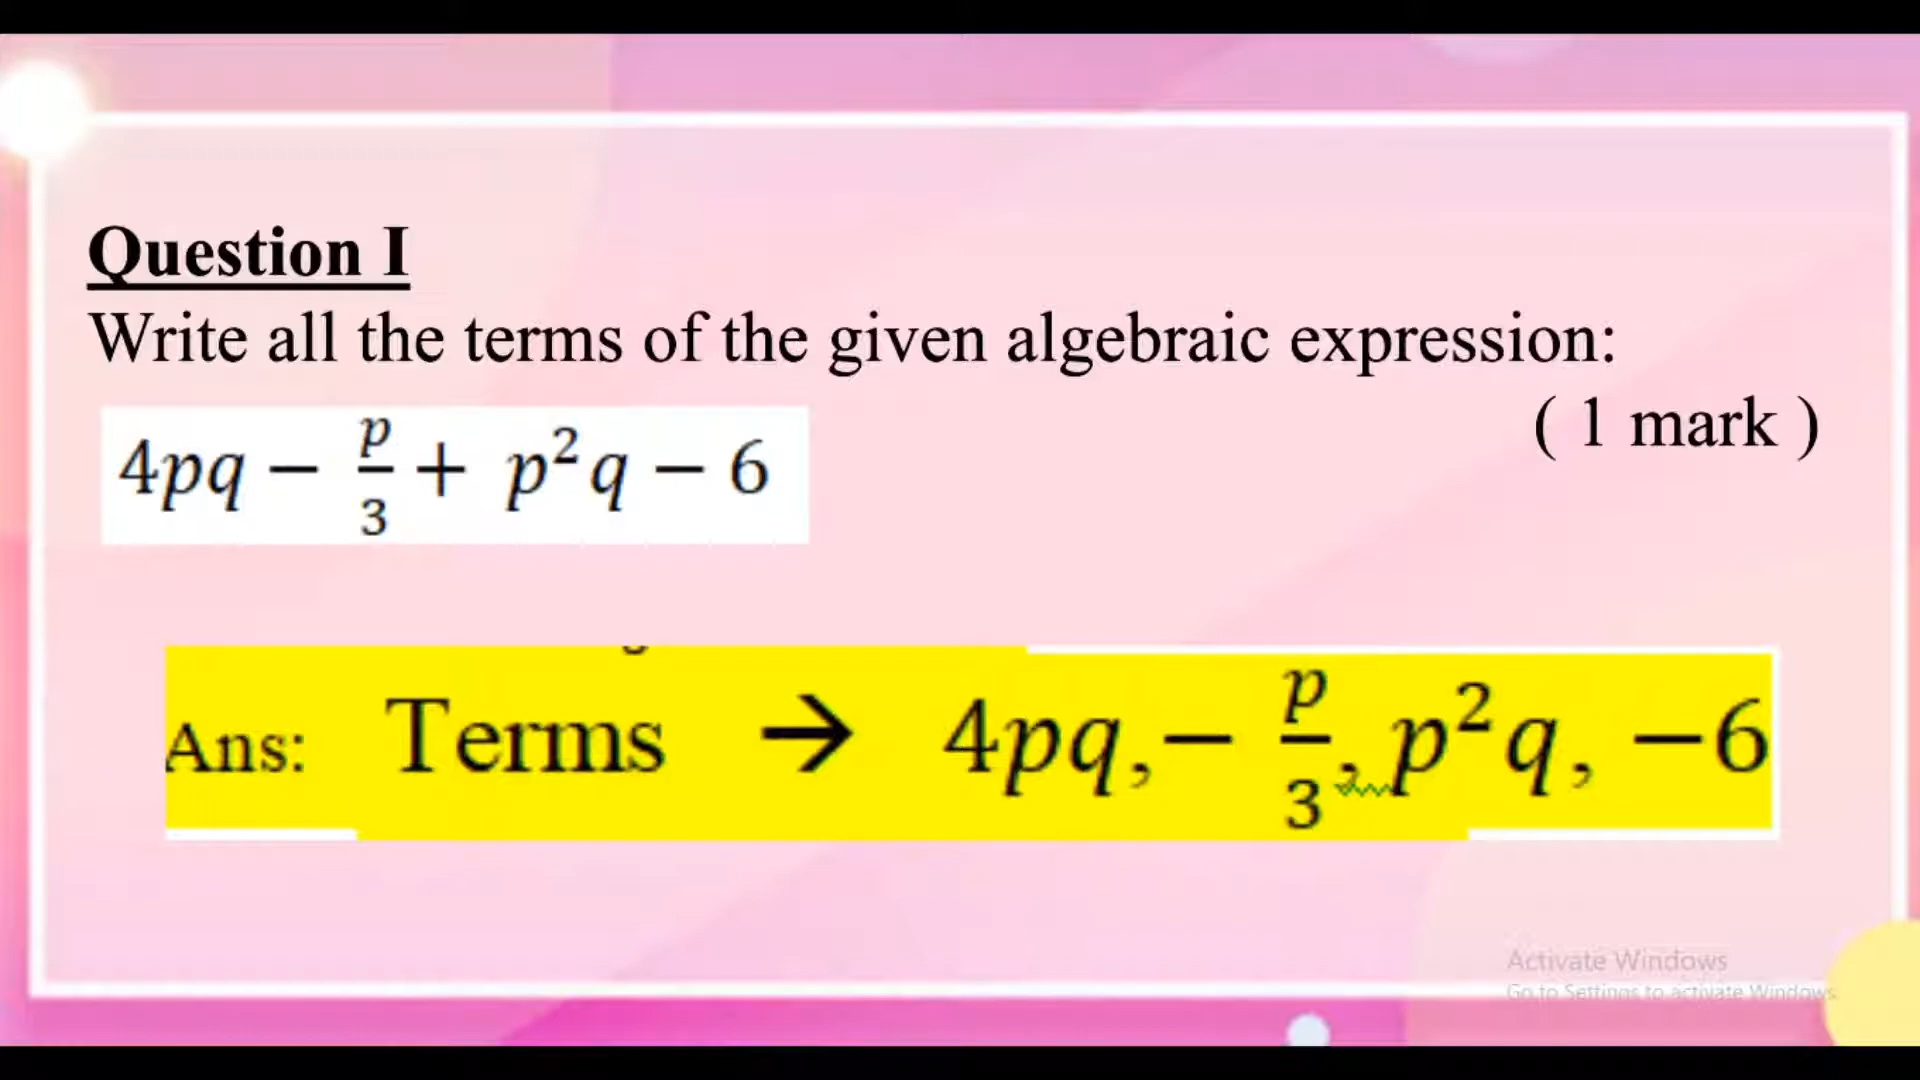 Question I
Write all the terms of the given algebraic expression:
( 1 mark )
4pq − p/3 + p²q − 6
Ans: Terms → 4pq, − p/3, p²q, −6
Activate Windows
Go to Settings to activate Windows.